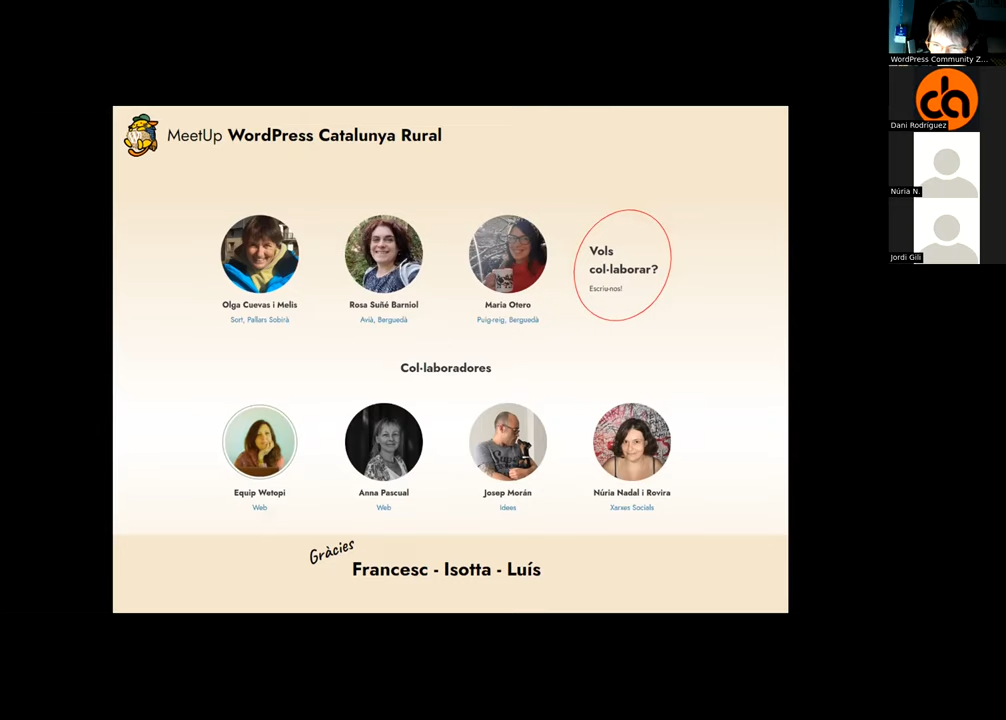 MeetUp WordPress Catalunya Rural
Olga Cuevas i Melis
Sort, Pallars Sobirà
Rosa Suñé Barniol
Avià, Berguedà
Maria Otero
Puig-reig, Berguedà
Vols
col·laborar?
Escriu-nos!
Col·laboradores
Equip Wetopi
Web
Anna Pascual
Web
Josep Morán
Idees
Núria Nadal i Rovira
Xarxes Socials
Gràcies
Francesc - Isotta - Luís
WordPress Community Z...
Dani Rodriguez
Núria N.
Jordi Gili